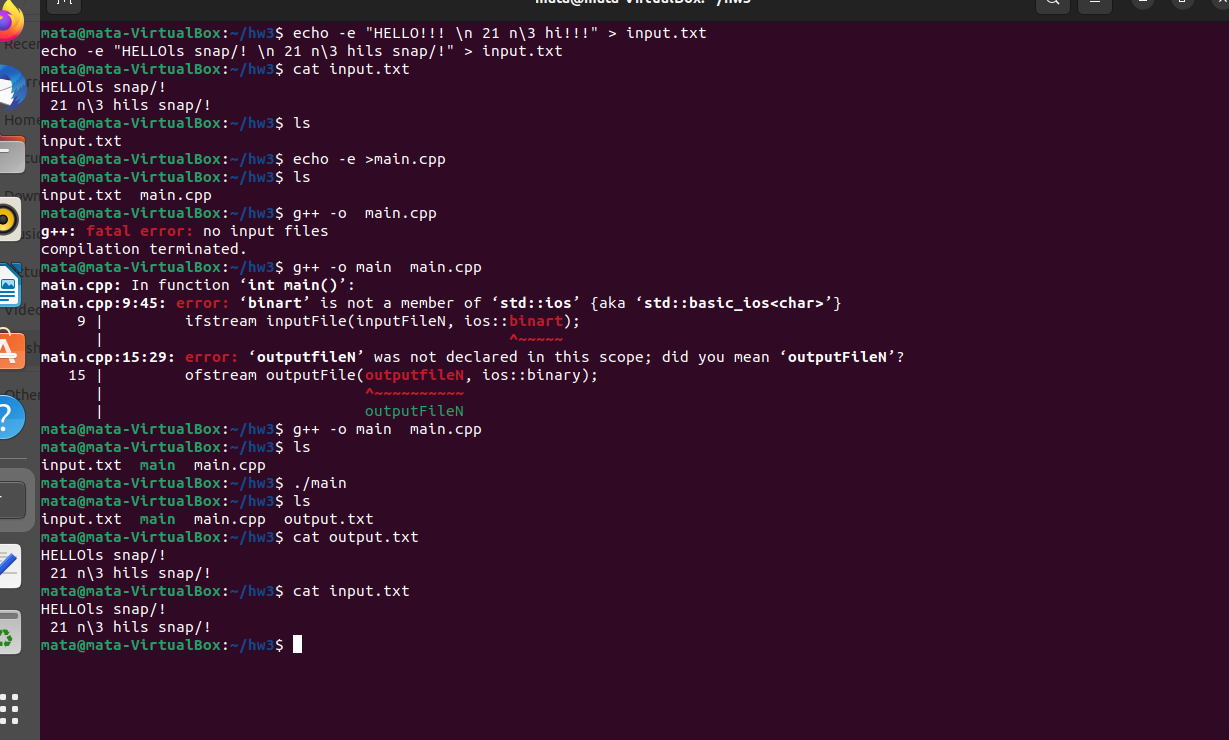 mata@mata-VirtualBox: ~/hw3
mata@mata-VirtualBox:~/hw3$ echo -e "HELLO!!! \n 21 n\3 hi!!!" > input.txt
echo -e "HELLOls snap/! \n 21 n\3 hils snap/!" > input.txt
mata@mata-VirtualBox:~/hw3$ cat input.txt
HELLOls snap/!
 21 n\3 hils snap/!
mata@mata-VirtualBox:~/hw3$ ls
input.txt
mata@mata-VirtualBox:~/hw3$ echo -e >main.cpp
mata@mata-VirtualBox:~/hw3$ ls
input.txt  main.cpp
mata@mata-VirtualBox:~/hw3$ g++ -o  main.cpp
g++: fatal error: no input files
compilation terminated.
mata@mata-VirtualBox:~/hw3$ g++ -o main  main.cpp
main.cpp: In function ‘int main()’:
main.cpp:9:45: error: ‘binart’ is not a member of ‘std::ios’ {aka ‘std::basic_ios<char>’}
    9 |         ifstream inputFile(inputFileN, ios::binart);
      |                                             ^~~~~~
main.cpp:15:29: error: ‘outputfileN’ was not declared in this scope; did you mean ‘outputFileN’?
   15 |         ofstream outputFile(outputfileN, ios::binary);
      |                             ^~~~~~~~~~~
      |                             outputFileN
mata@mata-VirtualBox:~/hw3$ g++ -o main  main.cpp
mata@mata-VirtualBox:~/hw3$ ls
input.txt  main  main.cpp
mata@mata-VirtualBox:~/hw3$ ./main
mata@mata-VirtualBox:~/hw3$ ls
input.txt  main  main.cpp  output.txt
mata@mata-VirtualBox:~/hw3$ cat output.txt
HELLOls snap/!
 21 n\3 hils snap/!
mata@mata-VirtualBox:~/hw3$ cat input.txt
HELLOls snap/!
 21 n\3 hils snap/!
mata@mata-VirtualBox:~/hw3$